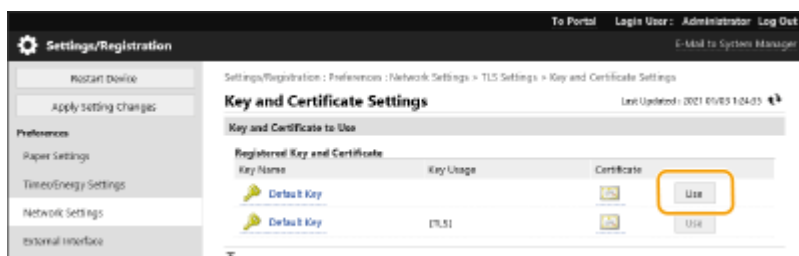 To Portal Login User: Administrator Log Out
Settings/Registration
E-Mail to System Manager
Restart Device
Apply Setting Changes
Preferences
Paper Settings
Timer/Energy Settings
Network Settings
External Interface
Settings/Registration : Preferences : Network Settings > TLS Settings > Key and Certificate Settings
Key and Certificate Settings
Last Updated : 2021 01/03 1:24:35
Key and Certificate to Use
Registered Key and Certificate
Key Name Key Usage Certificate
Default Key Use
Default Key [TLS] Use